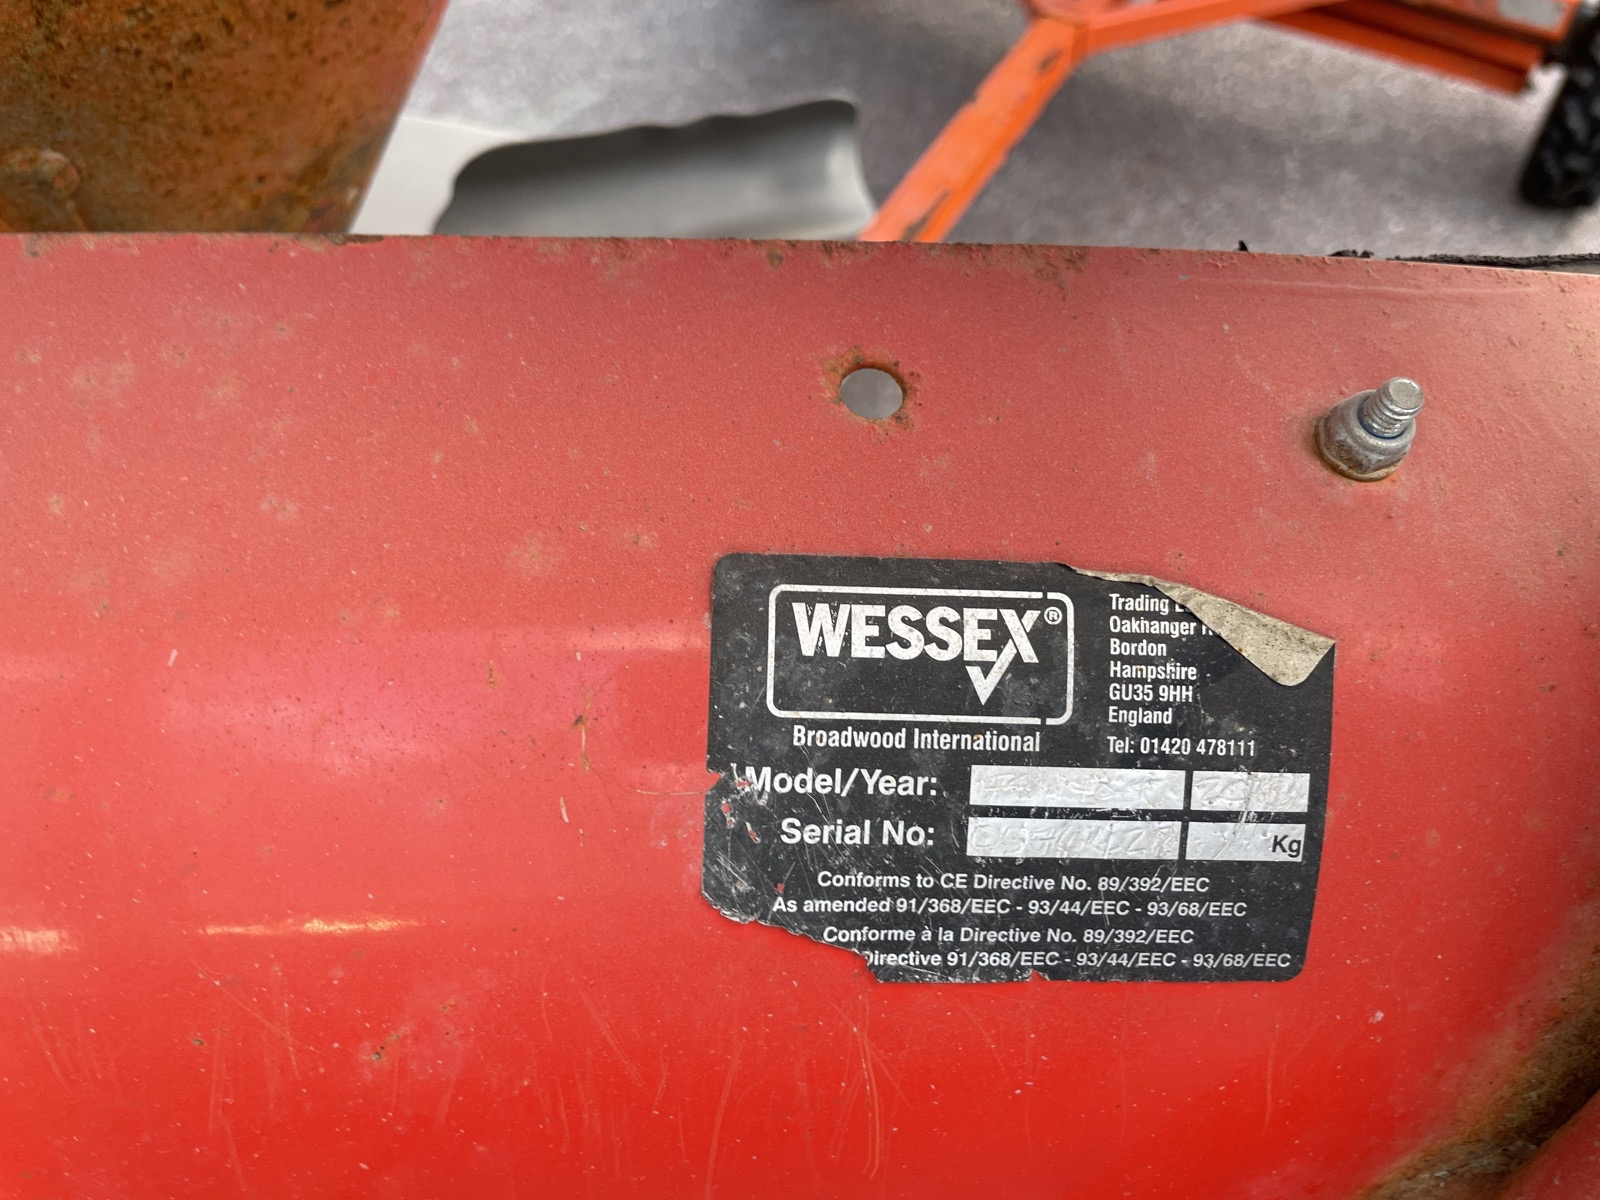 WESSEX®
Broadwood International
Trading
Oakhanger
Bordon
Hampshire
GU35 9HH
England
Tel: 01420 478111
Model/Year:
Serial No:
Kg
Conforms to CE Directive No. 89/392/EEC
As amended 91/368/EEC - 93/44/EEC - 93/68/EEC
Conforme à la Directive No. 89/392/EEC
Directive 91/368/EEC - 93/44/EEC - 93/68/EEC